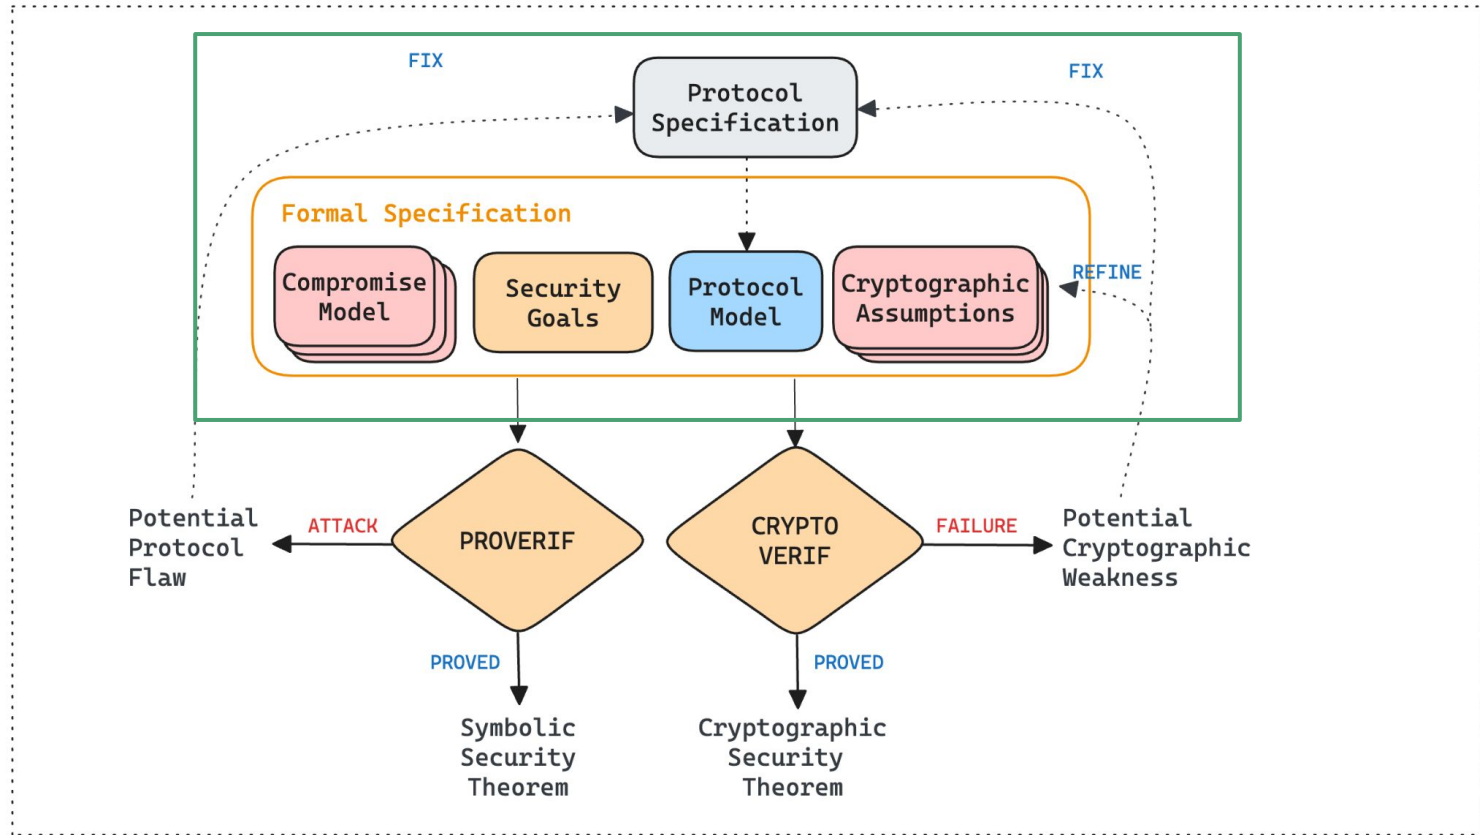 FIX
FIX
Protocol
Specification
Formal Specification
Compromise
Model
Security
Goals
Protocol
Model
Cryptographic
Assumptions
REFINE
Potential
Protocol
Flaw
ATTACK
PROVERIF
CRYPTO
VERIF
FAILURE
Potential
Cryptographic
Weakness
PROVED
PROVED
Symbolic
Security
Theorem
Cryptographic
Security
Theorem